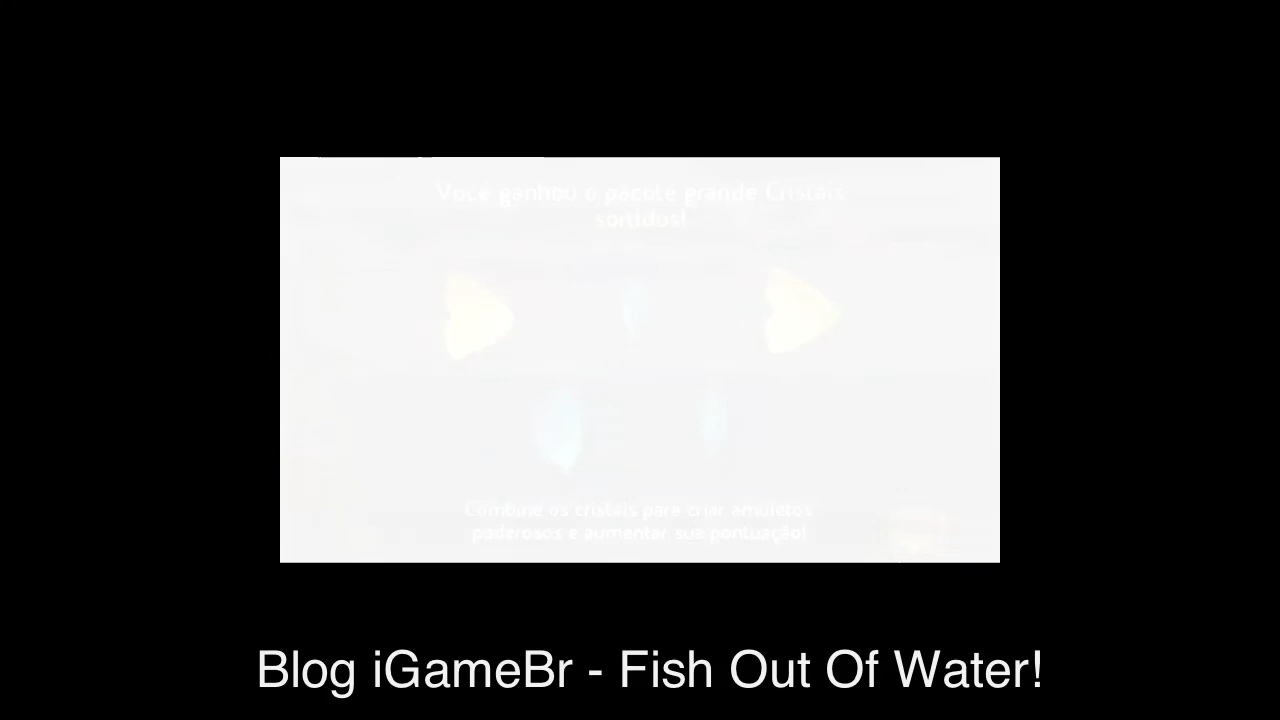 Você ganhou o pacote grande Cristais
sortidos!
Combine os cristais para criar amuletos
poderosos e aumentar sua pontuação!
Blog iGameBr - Fish Out Of Water!